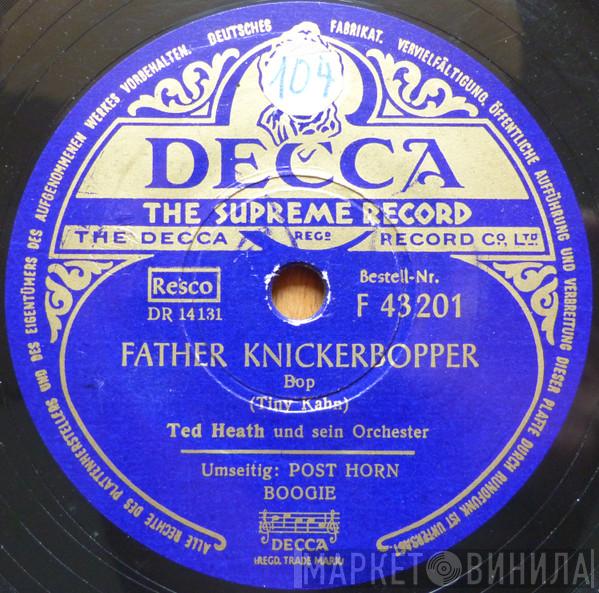 ALLE RECHTE DES PLATTENHERSTELLERS UND DES EIGENTÜMERS DES AUFGENOMMENEN WERKES VORBEHALTEN. DEUTSCHES FABRIKAT. VERVIELFÄLTIGUNG, ÖFFENTLICHE AUFFÜHRUNG UND VERBREITUNG DIESER PLATTE DURCH RUNDFUNK IST UNTERSAGT.
104
DECCA
THE SUPREME RECORD
THE DECCA REGD RECORD CO, LTD.
Resco
DR 14131
Bestell-Nr.
F 43201
FATHER KNICKERBOPPER
Bop
(Tiny Kahn)
Ted Heath und sein Orchester
Umseitig: POST HORN
BOOGIE
DECCA
(REGD. TRADE MARK)
МАРКЕТ ВИНИЛА